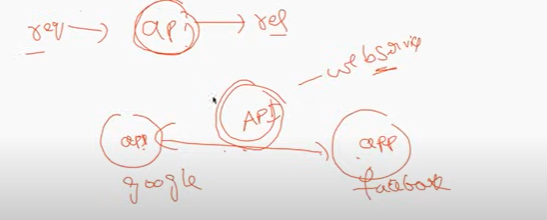 req api res
webservice
API
app app
google facebook